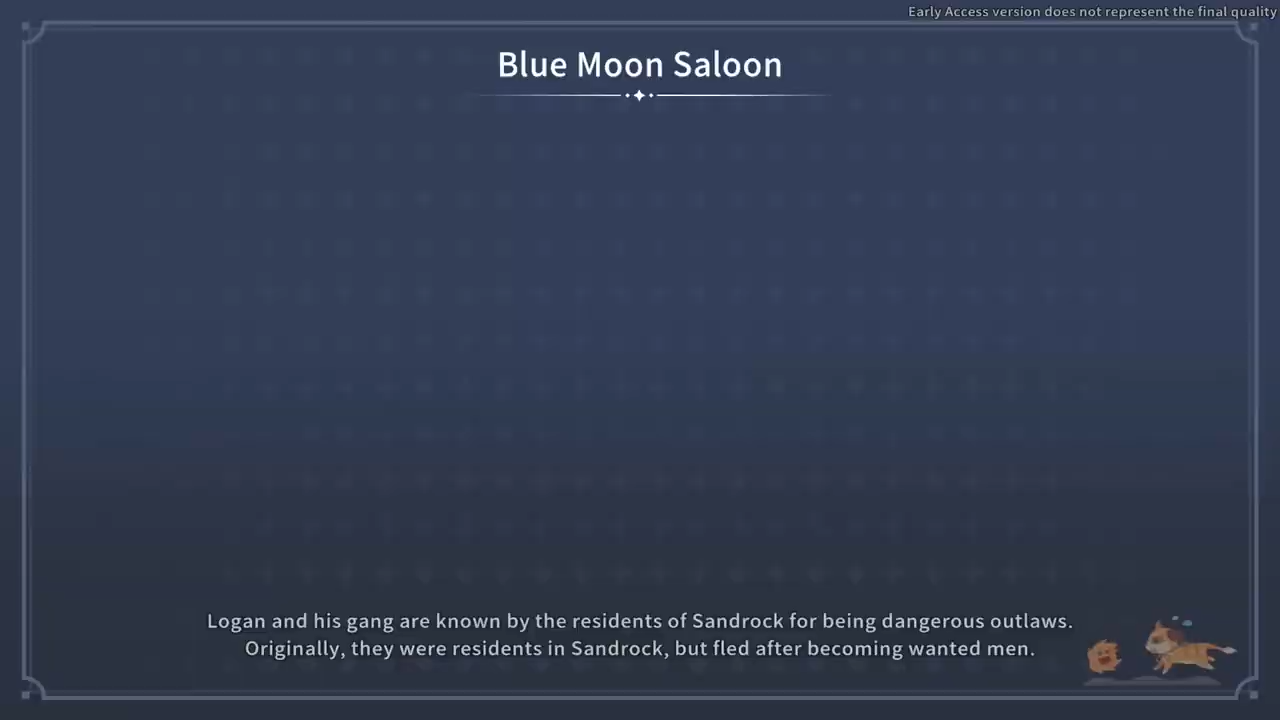 Early Access version does not represent the final quality
Blue Moon Saloon
Logan and his gang are known by the residents of Sandrock for being dangerous outlaws.
Originally, they were residents in Sandrock, but fled after becoming wanted men.